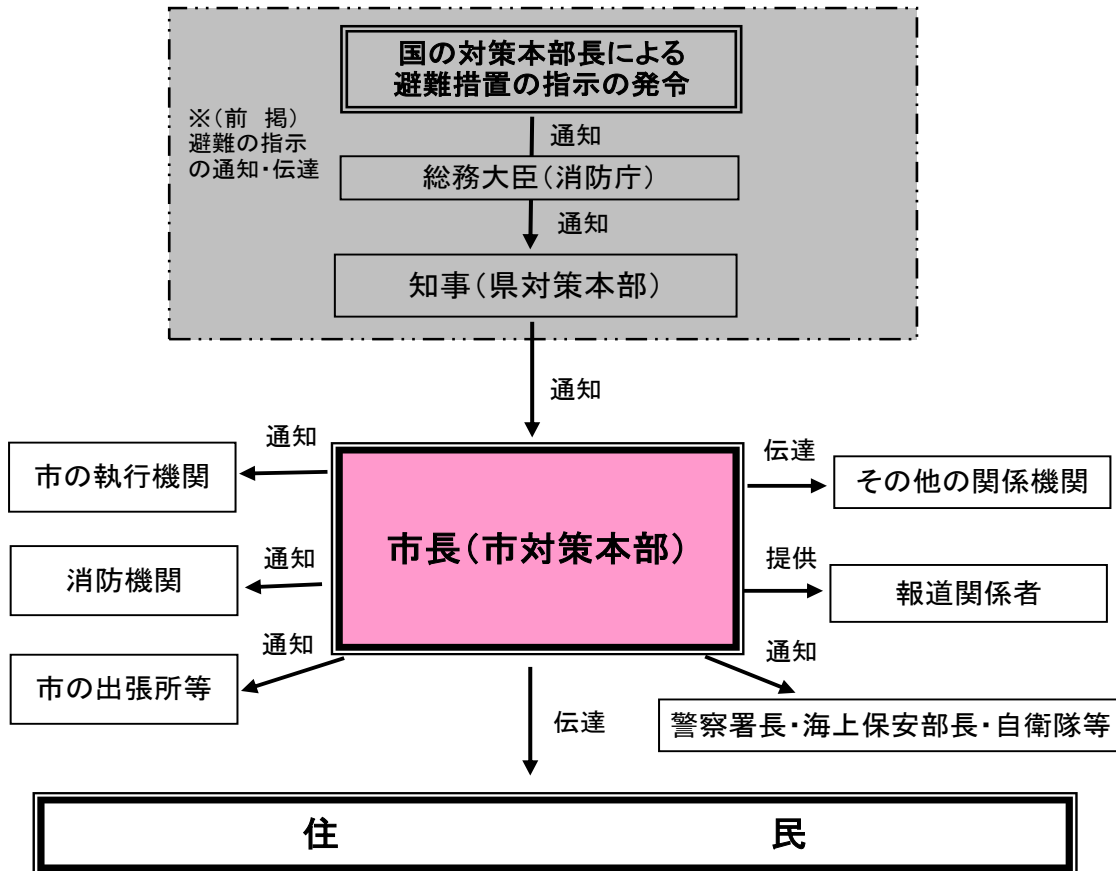 国の対策本部長による
避難措置の指示の発令
※(前 掲)
避難の指示
の通知・伝達
通知
総務大臣(消防庁)
通知
知事(県対策本部)
通知
通知
市の執行機関
伝達
その他の関係機関
市長(市対策本部)
通知
消防機関
提供
報道関係者
通知
市の出張所等
通知
警察署長・海上保安部長・自衛隊等
伝達
住 民